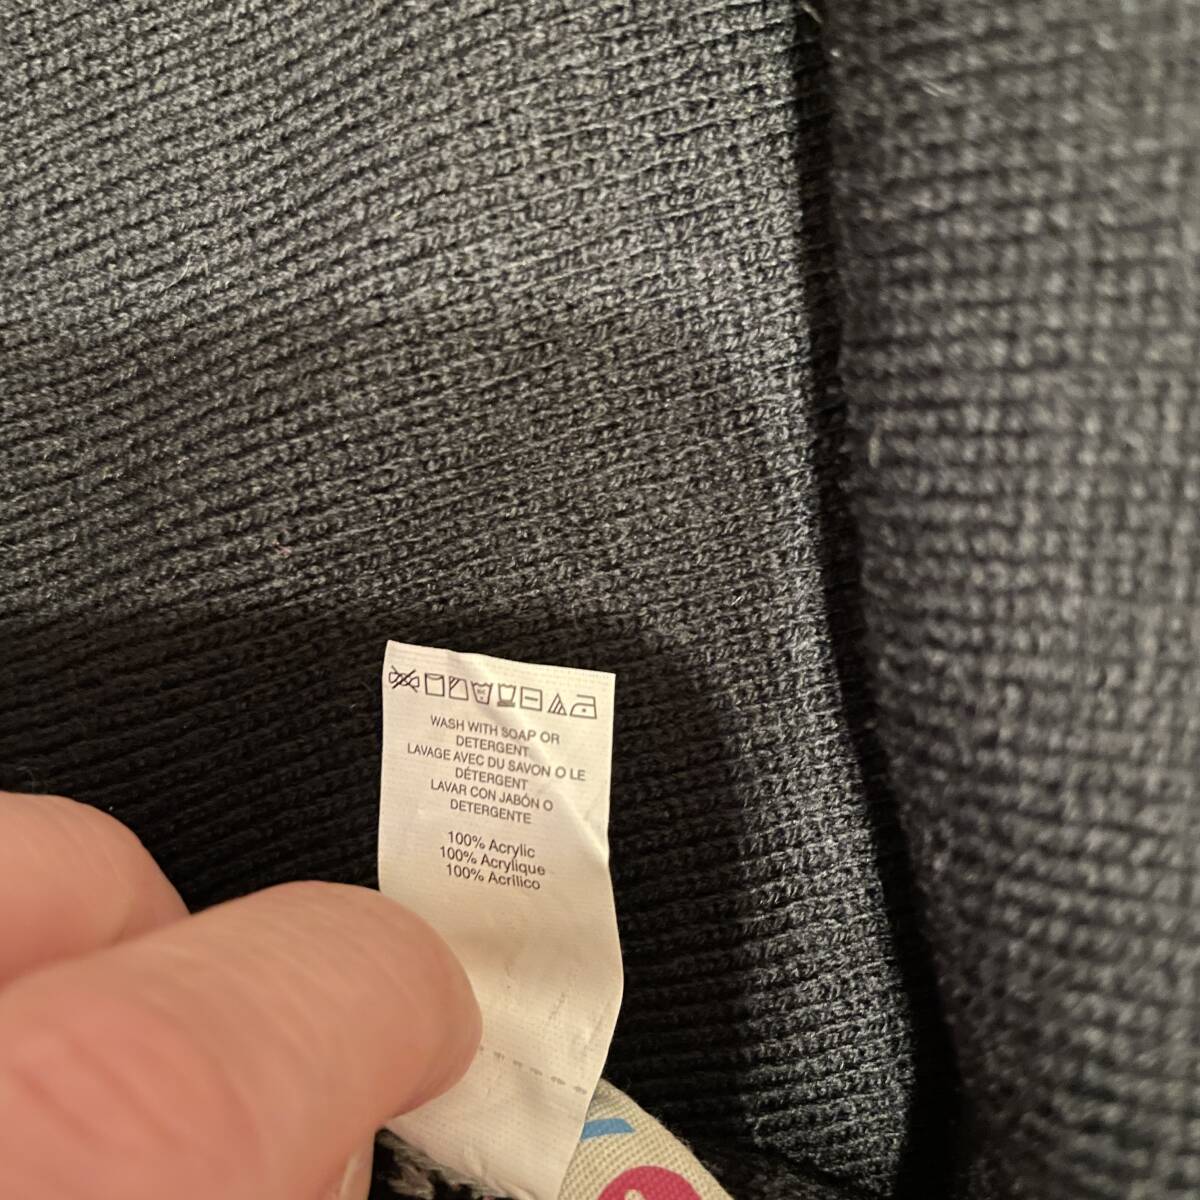 WASH WITH SOAP OR
DETERGENT
LAVAGE AVEC DU SAVON O LE
DÉTERGENT
LAVAR CON JABÓN O
DETERGENTE
100% Acrylic
100% Acrylique
100% Acrílico